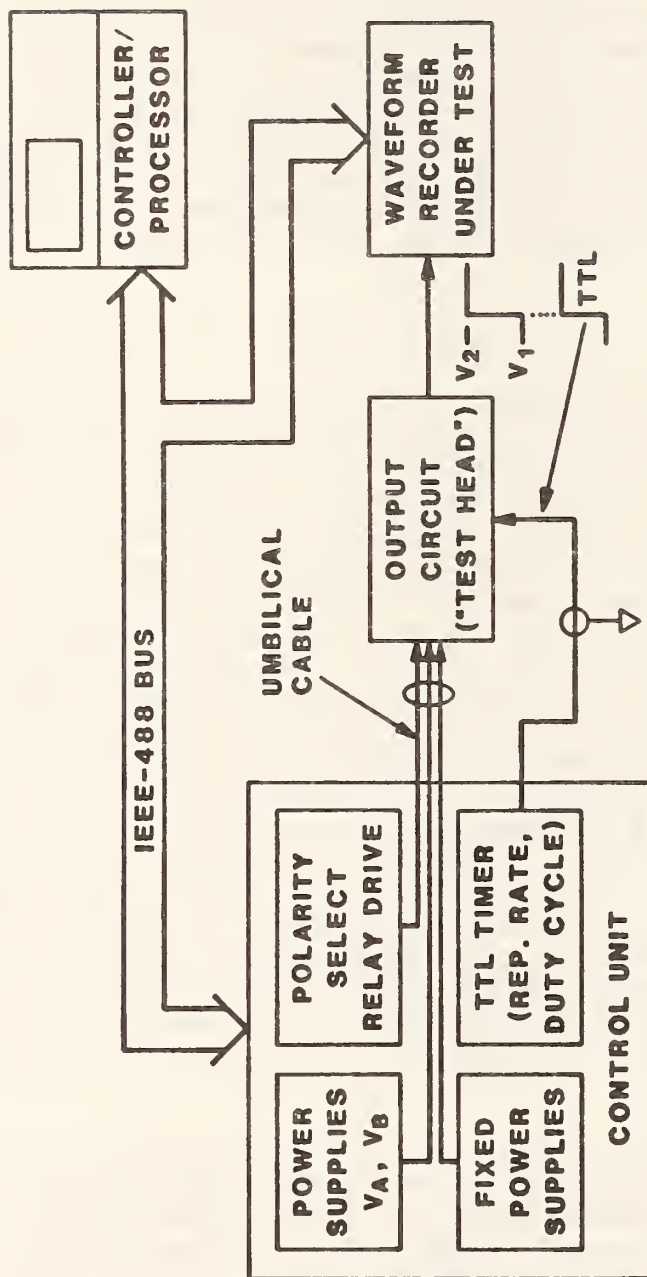 CONTROLLER/
PROCESSOR
IEEE-488 BUS
WAVEFORM
RECORDER
UNDER TEST
UMBILICAL
CABLE
OUTPUT
CIRCUIT
("TEST HEAD")
V2
V1
TTL
POWER
SUPPLIES
VA, VB
POLARITY
SELECT
RELAY DRIVE
FIXED
POWER
SUPPLIES
TTL TIMER
(REP. RATE,
DUTY CYCLE)
CONTROL UNIT